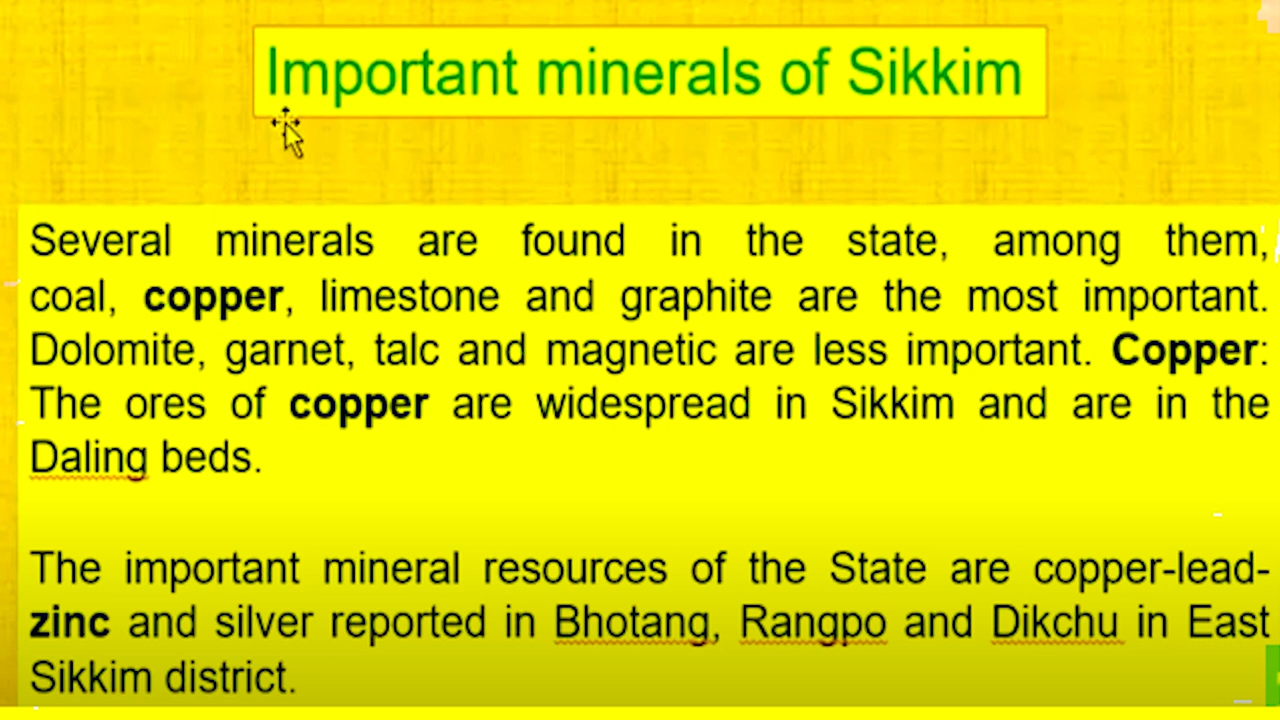 Important minerals of Sikkim
Several minerals are found in the state, among them,
coal, copper, limestone and graphite are the most important.
Dolomite, garnet, talc and magnetic are less important. Copper:
The ores of copper are widespread in Sikkim and are in the
Daling beds.
The important mineral resources of the State are copper-lead-
zinc and silver reported in Bhotang, Rangpo and Dikchu in East
Sikkim district.